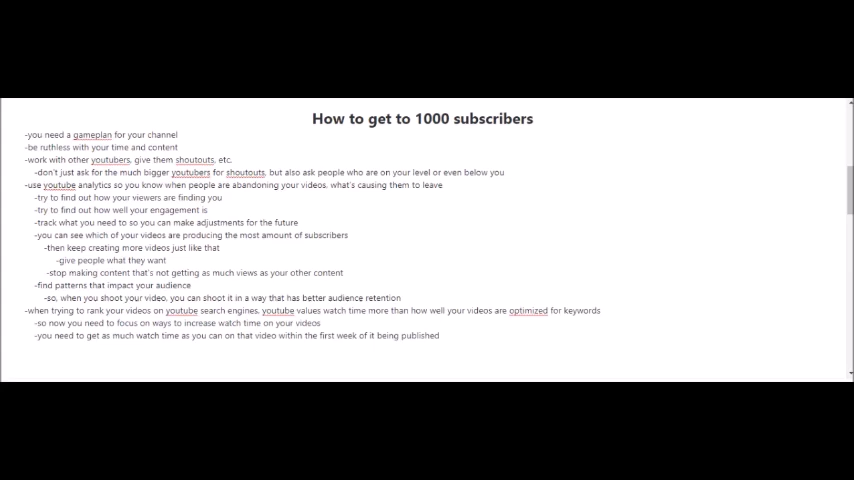 How to get to 1000 subscribers
-you need a gameplan for your channel
-be ruthless with your time and content
-work with other youtubers, give them shoutouts, etc.
-don't just ask for the much bigger youtubers for shoutouts, but also ask people who are on your level or even below you
-use youtube analytics so you know when people are abandoning your videos, what's causing them to leave
-try to find out how your viewers are finding you
-try to find out how well your engagement is
-track what you need to so you can make adjustments for the future
-you can see which of your videos are producing the most amount of subscribers
-then keep creating more videos just like that
-give people what they want
-stop making content that's not getting as much views as your other content
-find patterns that impact your audience
-so, when you shoot your video, you can shoot it in a way that has better audience retention
-when trying to rank your videos on youtube search engines, youtube values watch time more than how well your videos are optimized for keywords
-so now you need to focus on ways to increase watch time on your videos
-you need to get as much watch time as you can on that video within the first week of it being published